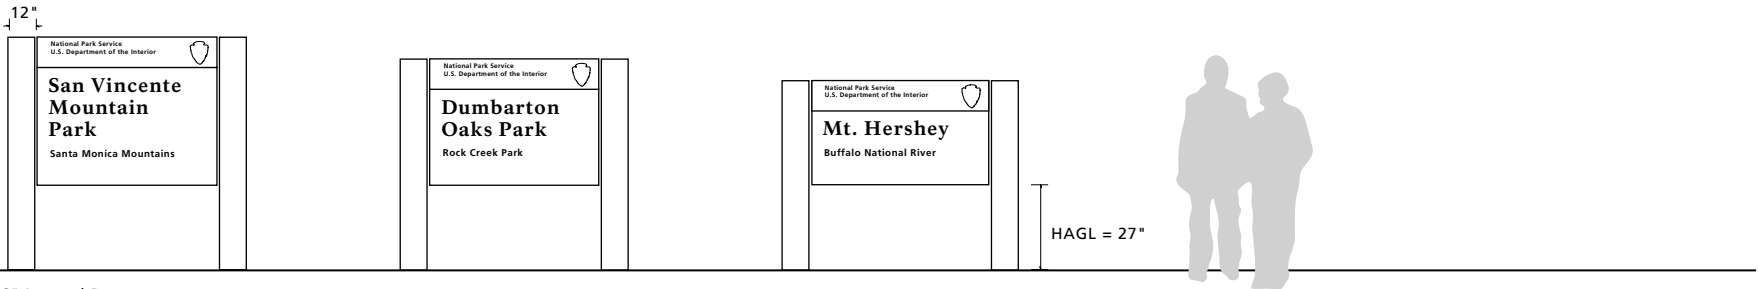 12"
National Park Service
U.S. Department of the Interior
San Vincente
Mountain
Park
Santa Monica Mountains
National Park Service
U.S. Department of the Interior
Dumbarton
Oaks Park
Rock Creek Park
National Park Service
U.S. Department of the Interior
Mt. Hershey
Buffalo National River
HAGL = 27"